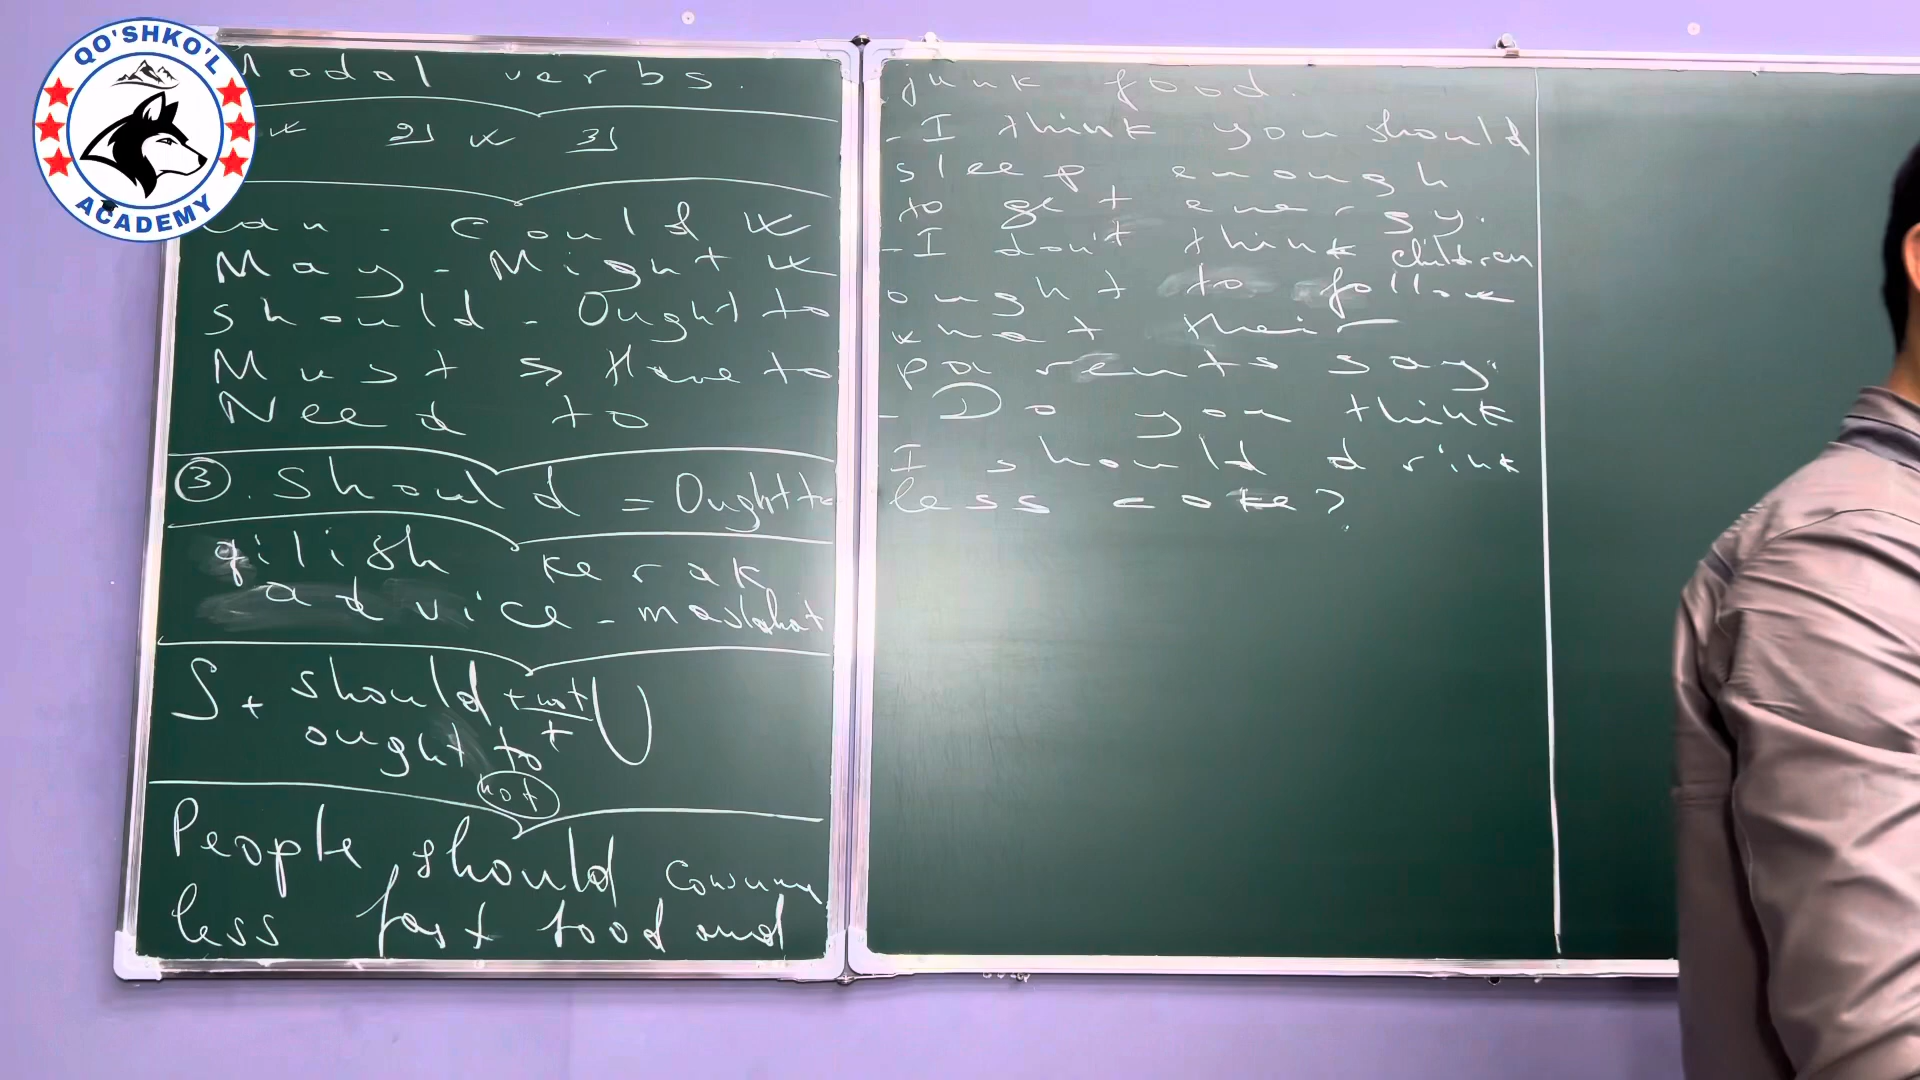 QO'SHKO'L
ACADEMY
Modal verbs.
2) 3)
can - could
May - Might
should - Ought to
Must → Have to
Need to
3. Should = Ought to
qilish kerak
advice - maslahat
S + should + not + V
ought to
not
People should consume
less fast food and
junk food.
- I think you should
sleep enough
to get energy.
- I don't think children
ought to follow
what their
parents say.
- Do you think
I should drink
less coke?